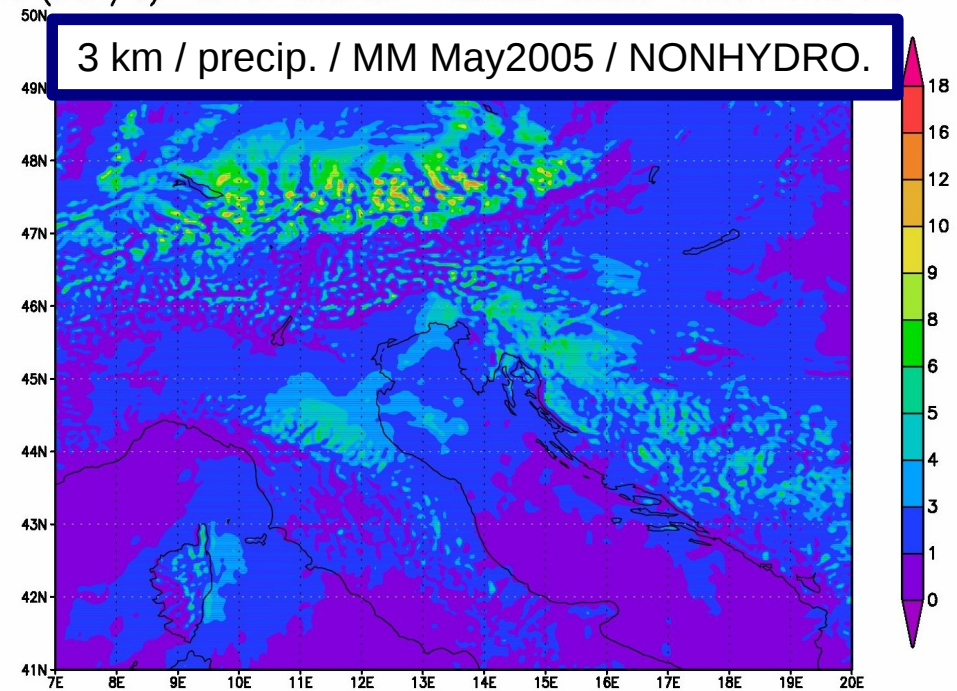 50N
3 km / precip. / MM May2005 / NONHYDRO.
49N
48N
47N
46N
45N
44N
43N
42N
41N
7E 8E 9E 10E 11E 12E 13E 14E 15E 16E 17E 18E 19E 20E
18
16
12
10
9
8
6
5
4
3
1
0